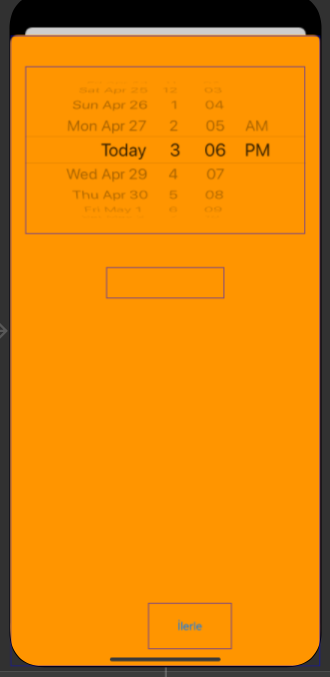 Sat Apr 25 12 03
Sun Apr 26 1 04
Mon Apr 27 2 05 AM
Today 3 06 PM
Wed Apr 29 4 07
Thu Apr 30 5 08
Fri May 1 6 09
İlerle